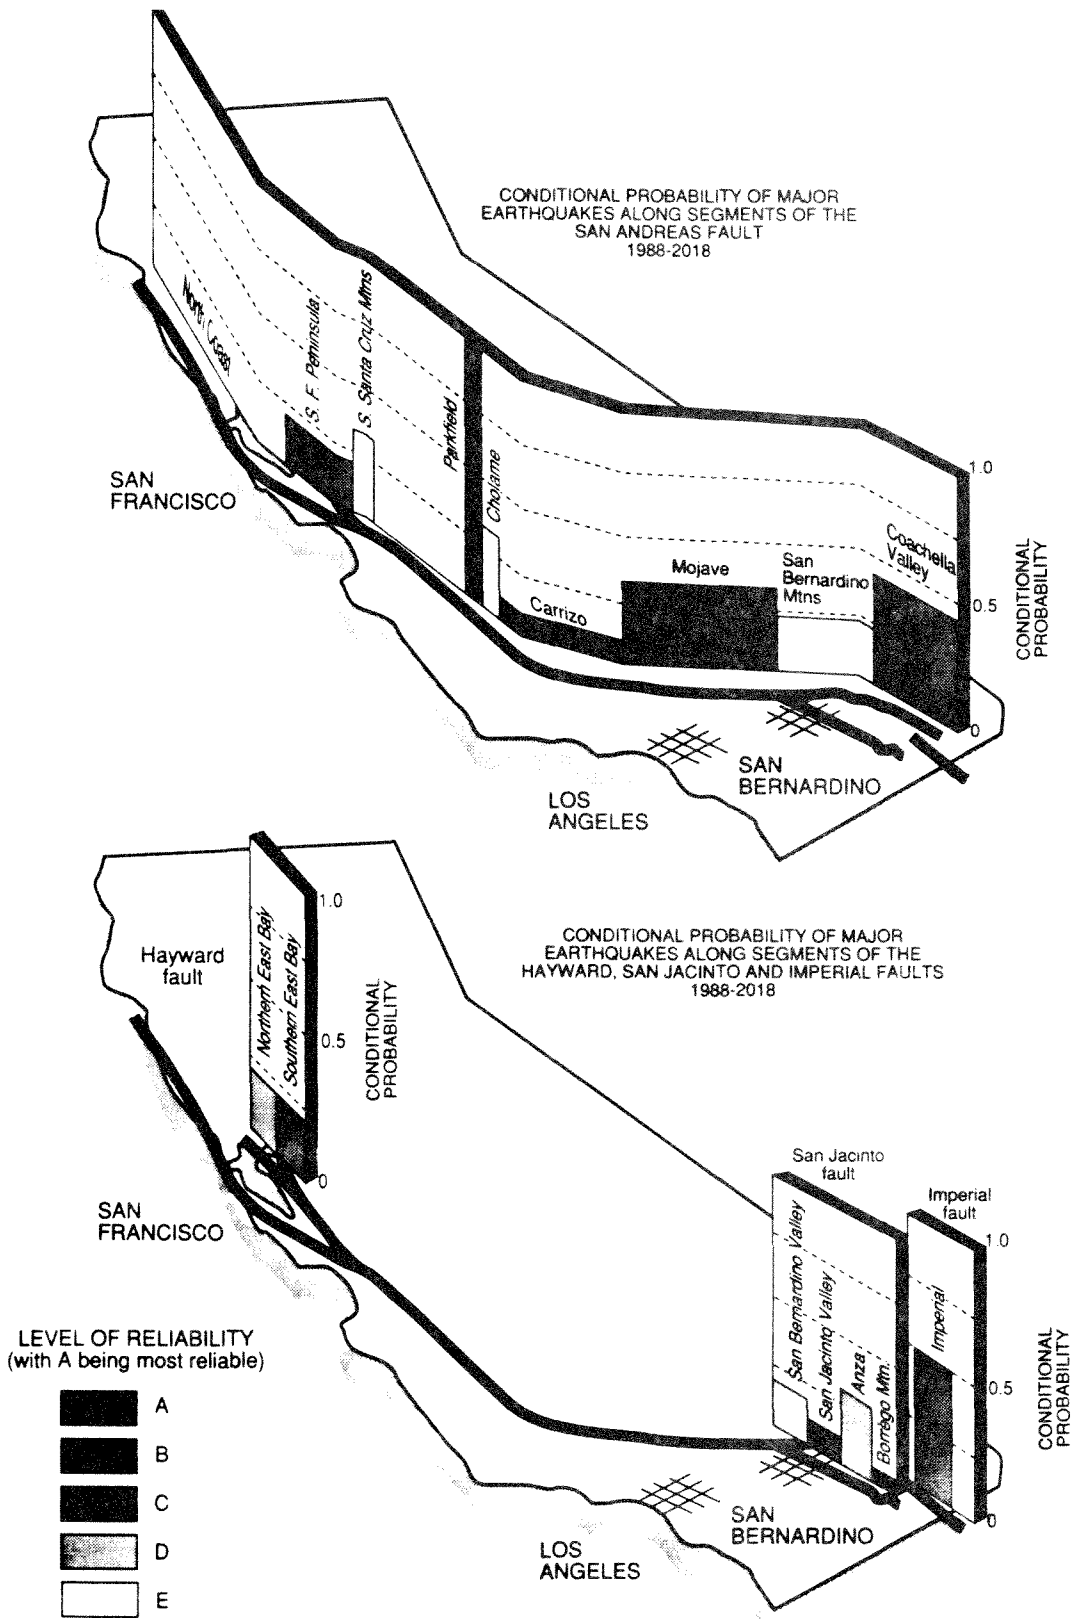 CONDITIONAL PROBABILITY OF MAJOR
EARTHQUAKES ALONG SEGMENTS OF THE
SAN ANDREAS FAULT
1988-2018
North Coast
S. F. Peninsula
S. Santa Cruz Mtns
Parkfield
Cholame
Carrizo
Mojave
San
Bernardino
Mtns
Coachella
Valley
1.0
0.5
0
CONDITIONAL
PROBABILITY
SAN
FRANCISCO
SAN
BERNARDINO
LOS
ANGELES
Hayward
fault
Northern East Bay
Southern East Bay
1.0
0.5
0
CONDITIONAL
PROBABILITY
CONDITIONAL PROBABILITY OF MAJOR
EARTHQUAKES ALONG SEGMENTS OF THE
HAYWARD, SAN JACINTO AND IMPERIAL FAULTS
1988-2018
San Jacinto
fault
San Bernardino Valley
San Jacinto Valley
Anza
Borrego Mtn.
Imperial
fault
Imperial
1.0
0.5
0
CONDITIONAL
PROBABILITY
SAN
FRANCISCO
SAN
BERNARDINO
LOS
ANGELES
LEVEL OF RELIABILITY
(with A being most reliable)
A
B
C
D
E